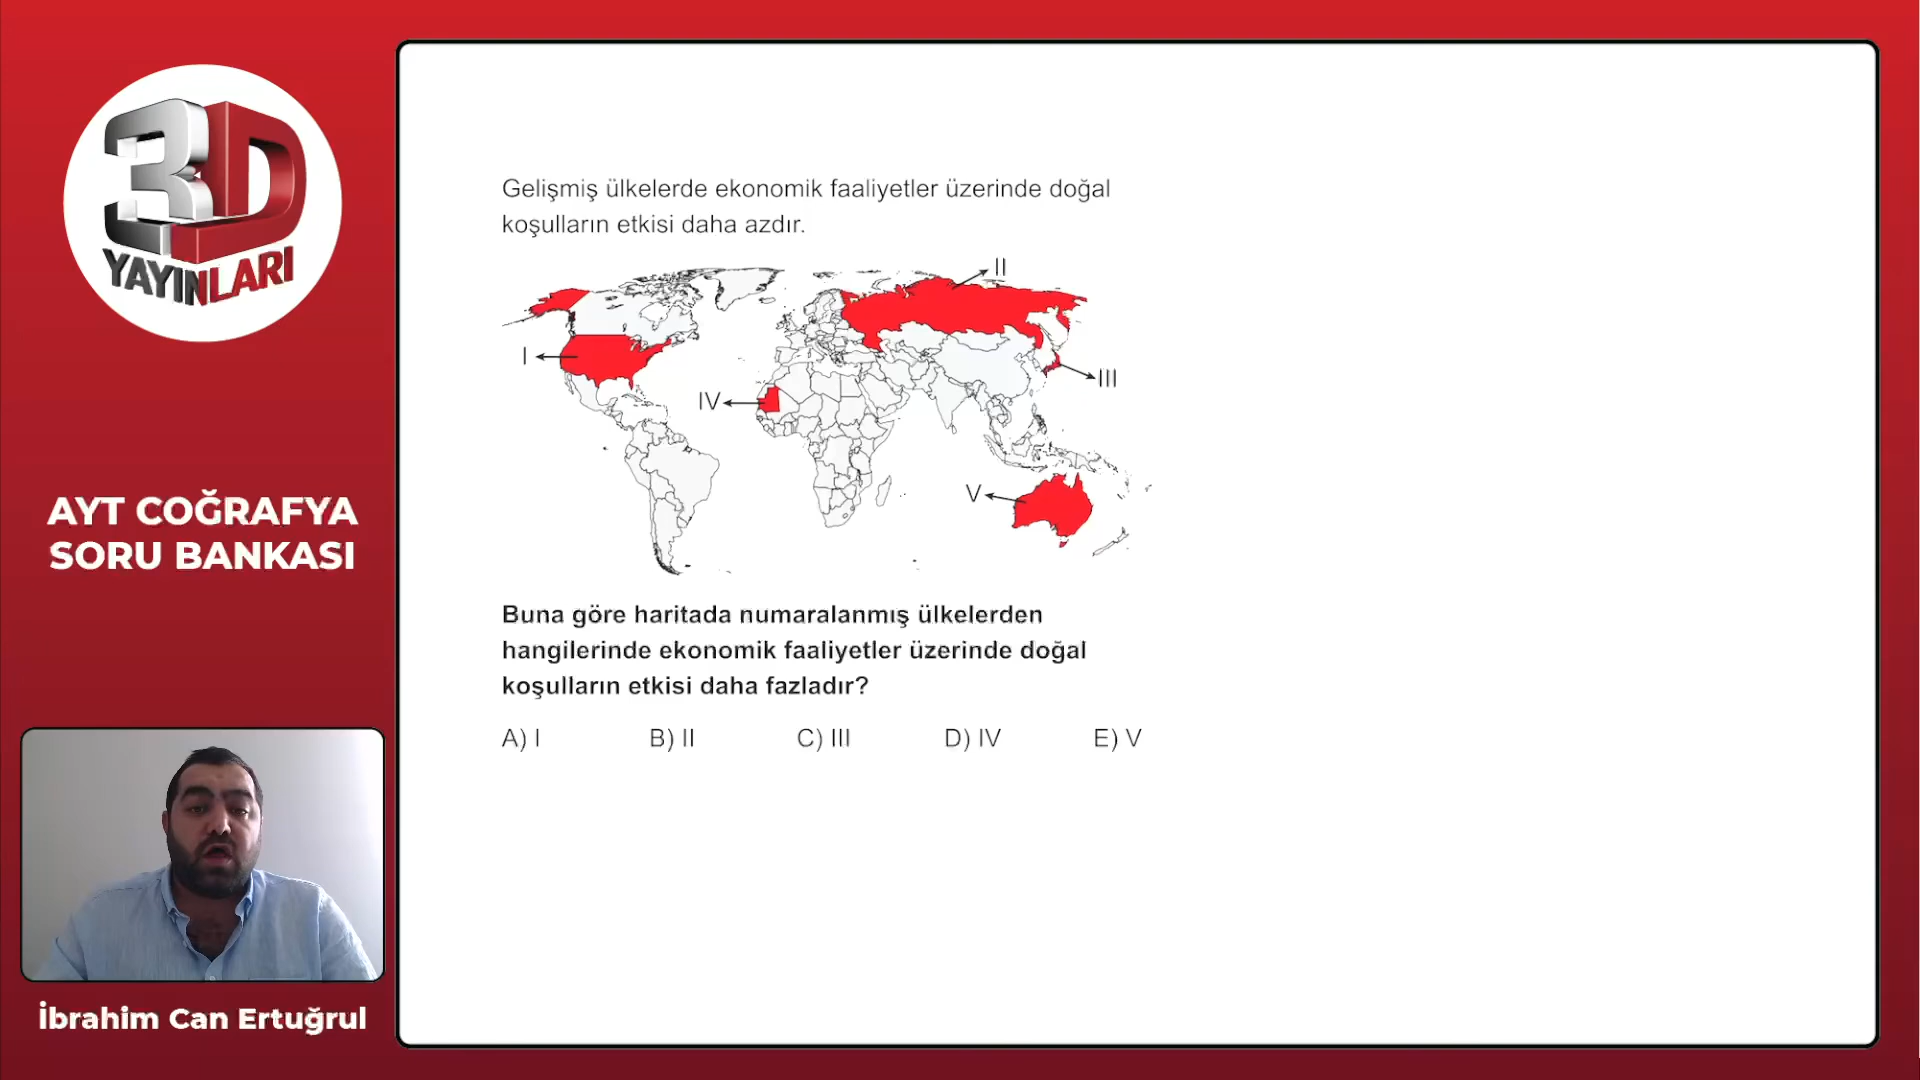 3D
YAYINLARI
AYT COĞRAFYA
SORU BANKASI
İbrahim Can Ertuğrul
Gelişmiş ülkelerde ekonomik faaliyetler üzerinde doğal
koşulların etkisi daha azdır.
I
II
III
IV
V
Buna göre haritada numaralanmış ülkelerden
hangilerinde ekonomik faaliyetler üzerinde doğal
koşulların etkisi daha fazladır?
A) I B) II C) III D) IV E) V